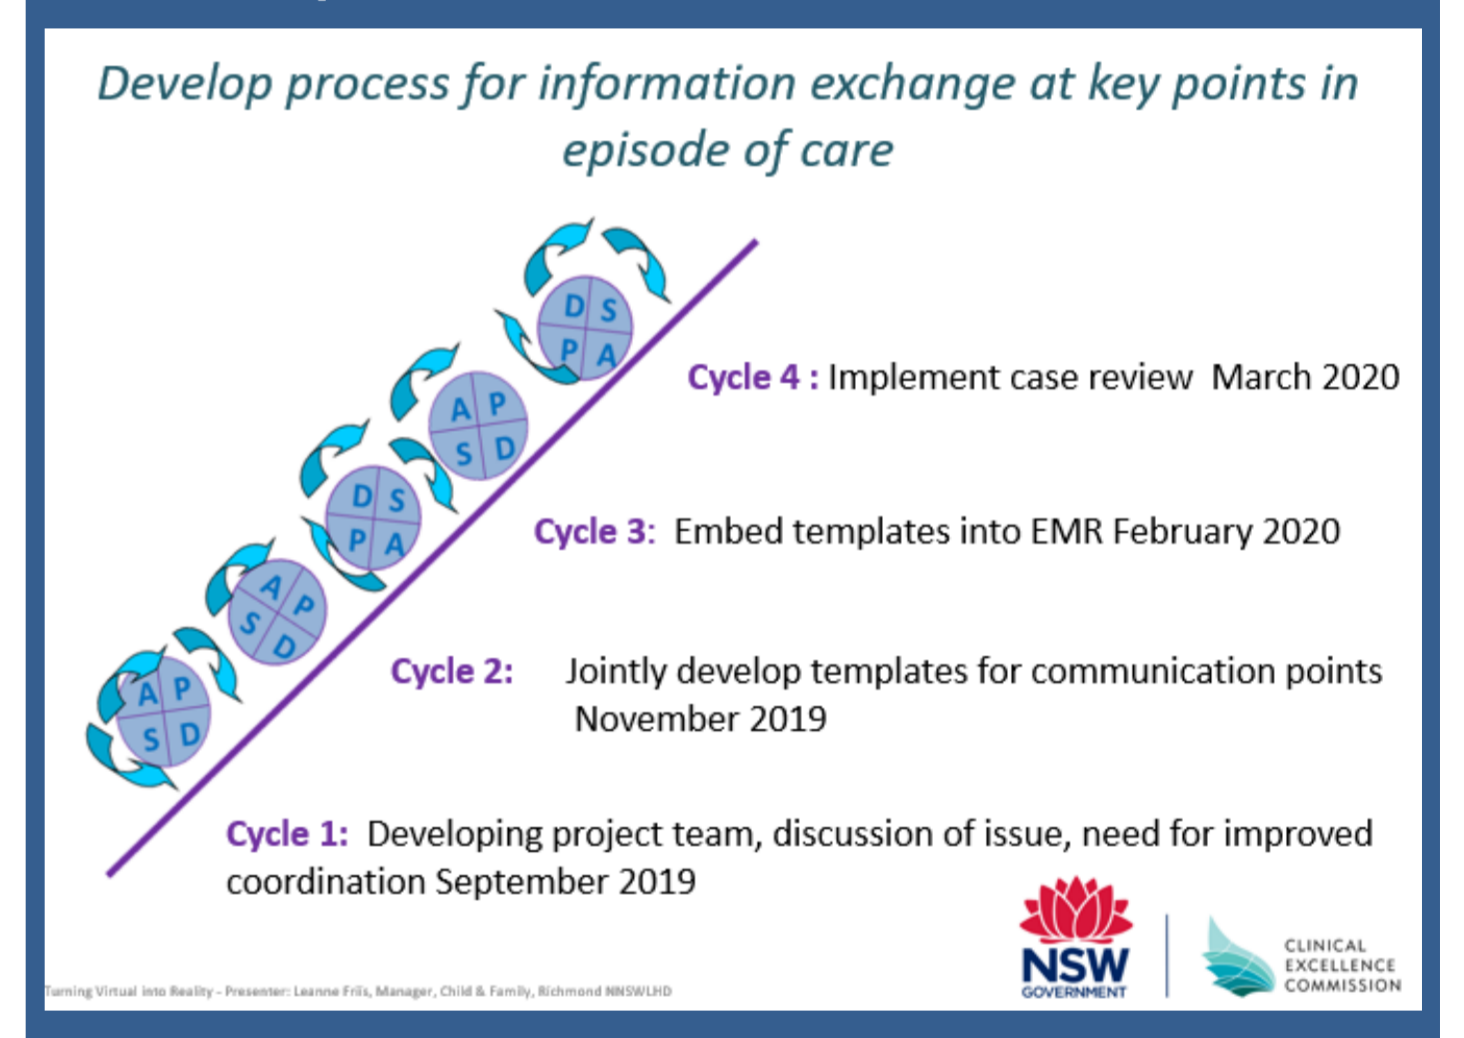 Develop process for information exchange at key points in
episode of care
D S
P A
A P
S D
D S
P A
A P
S D
A P
S D
Cycle 4 : Implement case review March 2020
Cycle 3: Embed templates into EMR February 2020
Cycle 2: Jointly develop templates for communication points
November 2019
Cycle 1: Developing project team, discussion of issue, need for improved
coordination September 2019
NSW
GOVERNMENT
CLINICAL
EXCELLENCE
COMMISSION
Turning Virtual into Reality – Presenter: Leanne Friis, Manager, Child & Family, Richmond NNSWLHD